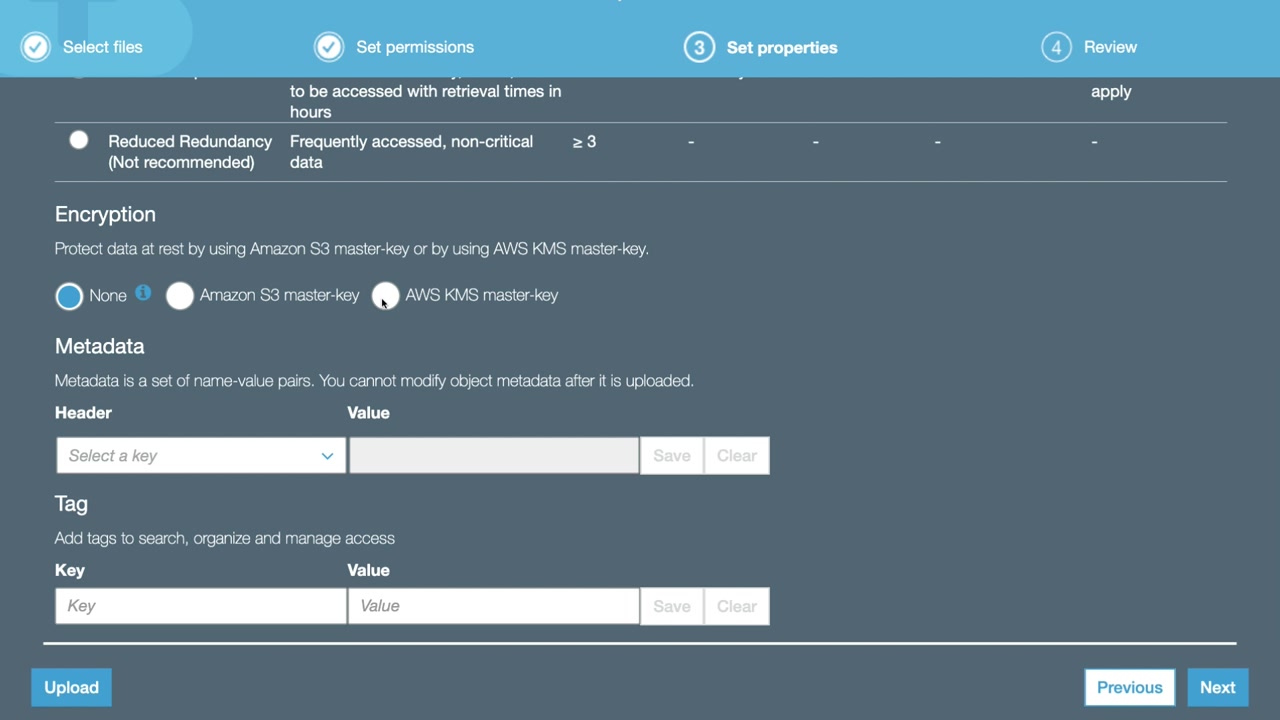 Select files
Set permissions
3 Set properties
4 Review
to be accessed with retrieval times in
hours
apply
Reduced Redundancy
(Not recommended)
Frequently accessed, non-critical
data
≥ 3
-
-
-
-
Encryption
Protect data at rest by using Amazon S3 master-key or by using AWS KMS master-key.
None
Amazon S3 master-key
AWS KMS master-key
Metadata
Metadata is a set of name-value pairs. You cannot modify object metadata after it is uploaded.
Header Value
Select a key
Save Clear
Tag
Add tags to search, organize and manage access
Key Value
Key Value Save Clear
Upload Previous Next